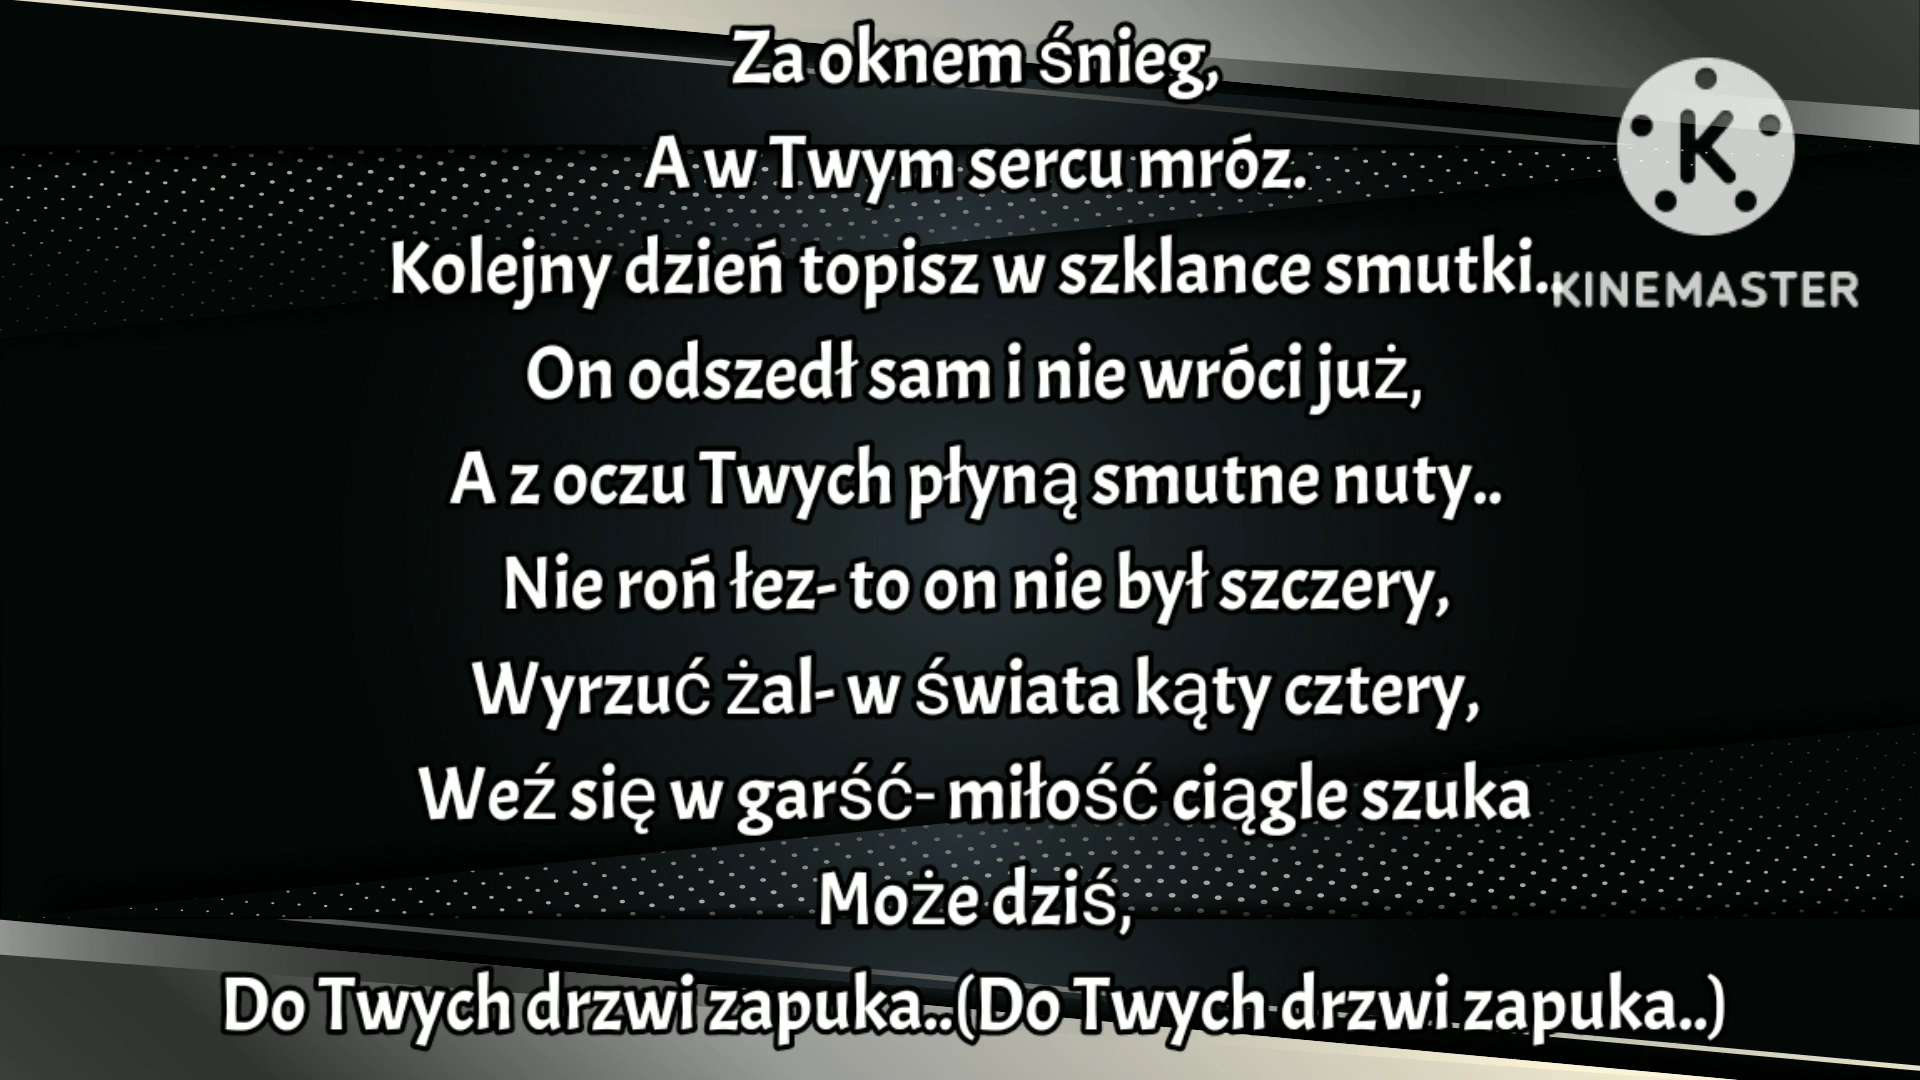 Za oknem śnieg,
A w Twym sercu mróz.
Kolejny dzień topisz w szklance smutki..
On odszedł sam i nie wróci już,
A z oczu Twych płyną smutne nuty..
Nie roń łez- to on nie był szczery,
Wyrzuć żal- w świata kąty cztery,
Weź się w garść- miłość ciągle szuka
Może dziś,
Do Twych drzwi zapuka..(Do Twych drzwi zapuka..)
K
KINEMASTER